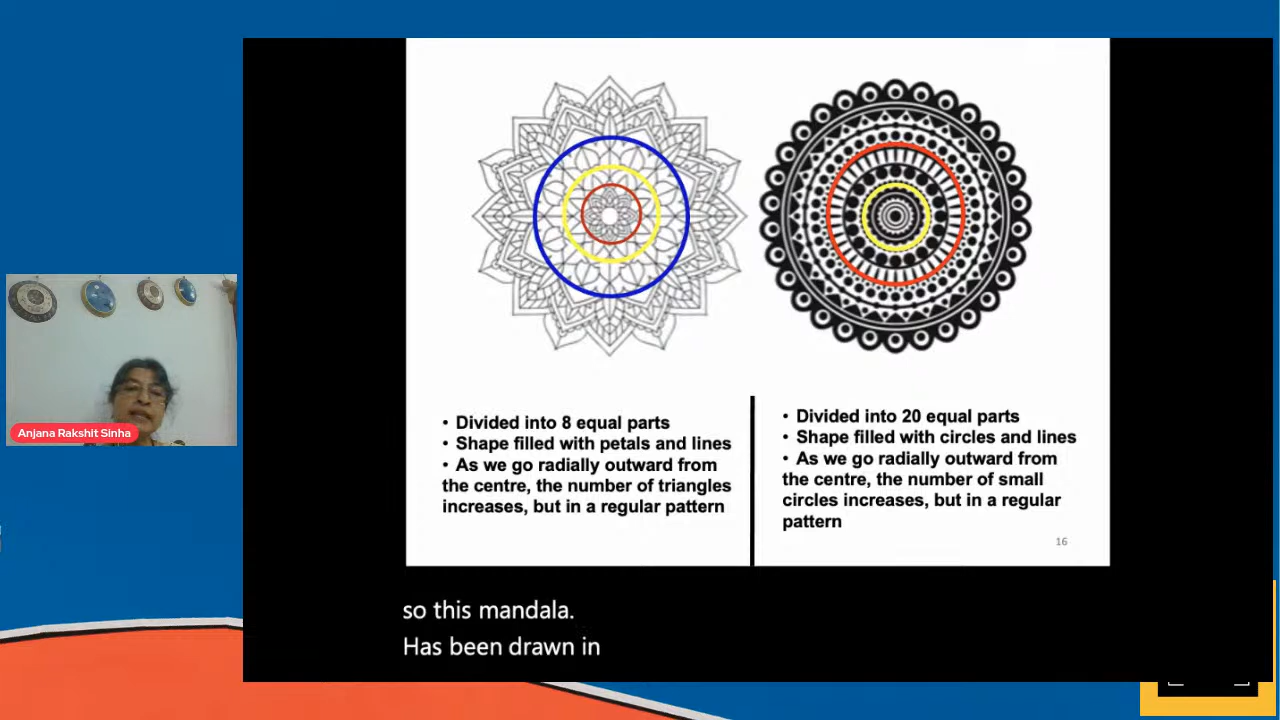 • Divided into 8 equal parts
• Shape filled with petals and lines
• As we go radially outward from
the centre, the number of triangles
increases, but in a regular pattern
• Divided into 20 equal parts
• Shape filled with circles and lines
• As we go radially outward from
the centre, the number of small
circles increases, but in a regular
pattern
16
Anjana Rakshit Sinha
so this mandala.
Has been drawn in